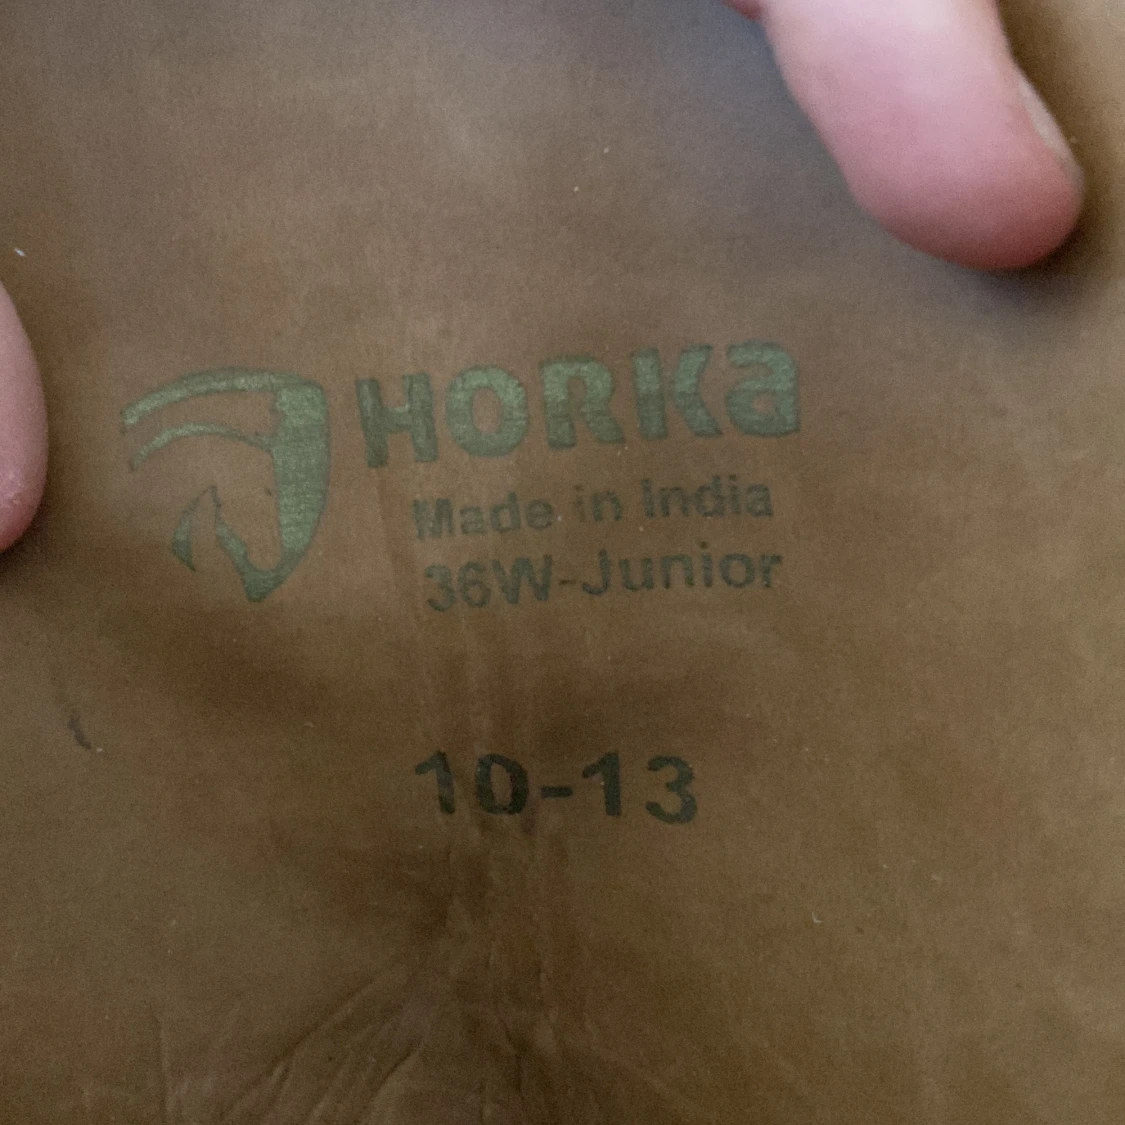 HORKa
Made in India
36W-Junior
10-13